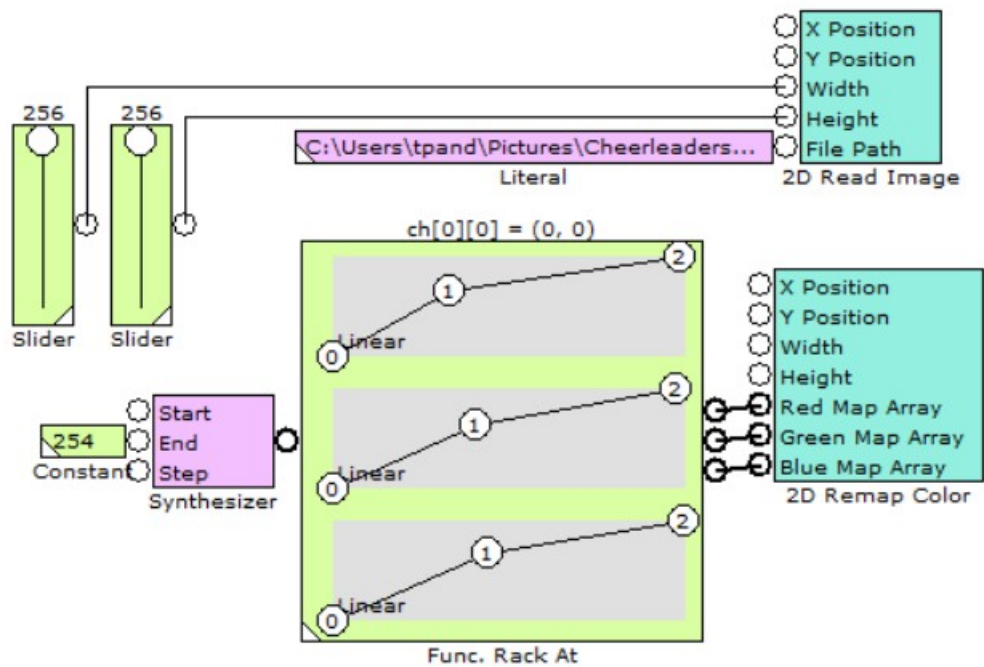 X Position
Y Position
Width
Height
File Path
2D Read Image
256
256
C:\Users\tpand\Pictures\Cheerleaders...
Literal
Slider
Slider
ch[0][0] = (0, 0)
2
1
Linear
0
2
1
Linear
0
2
1
Linear
0
Func. Rack At
Start
254
End
Step
Constant
Synthesizer
X Position
Y Position
Width
Height
Red Map Array
Green Map Array
Blue Map Array
2D Remap Color